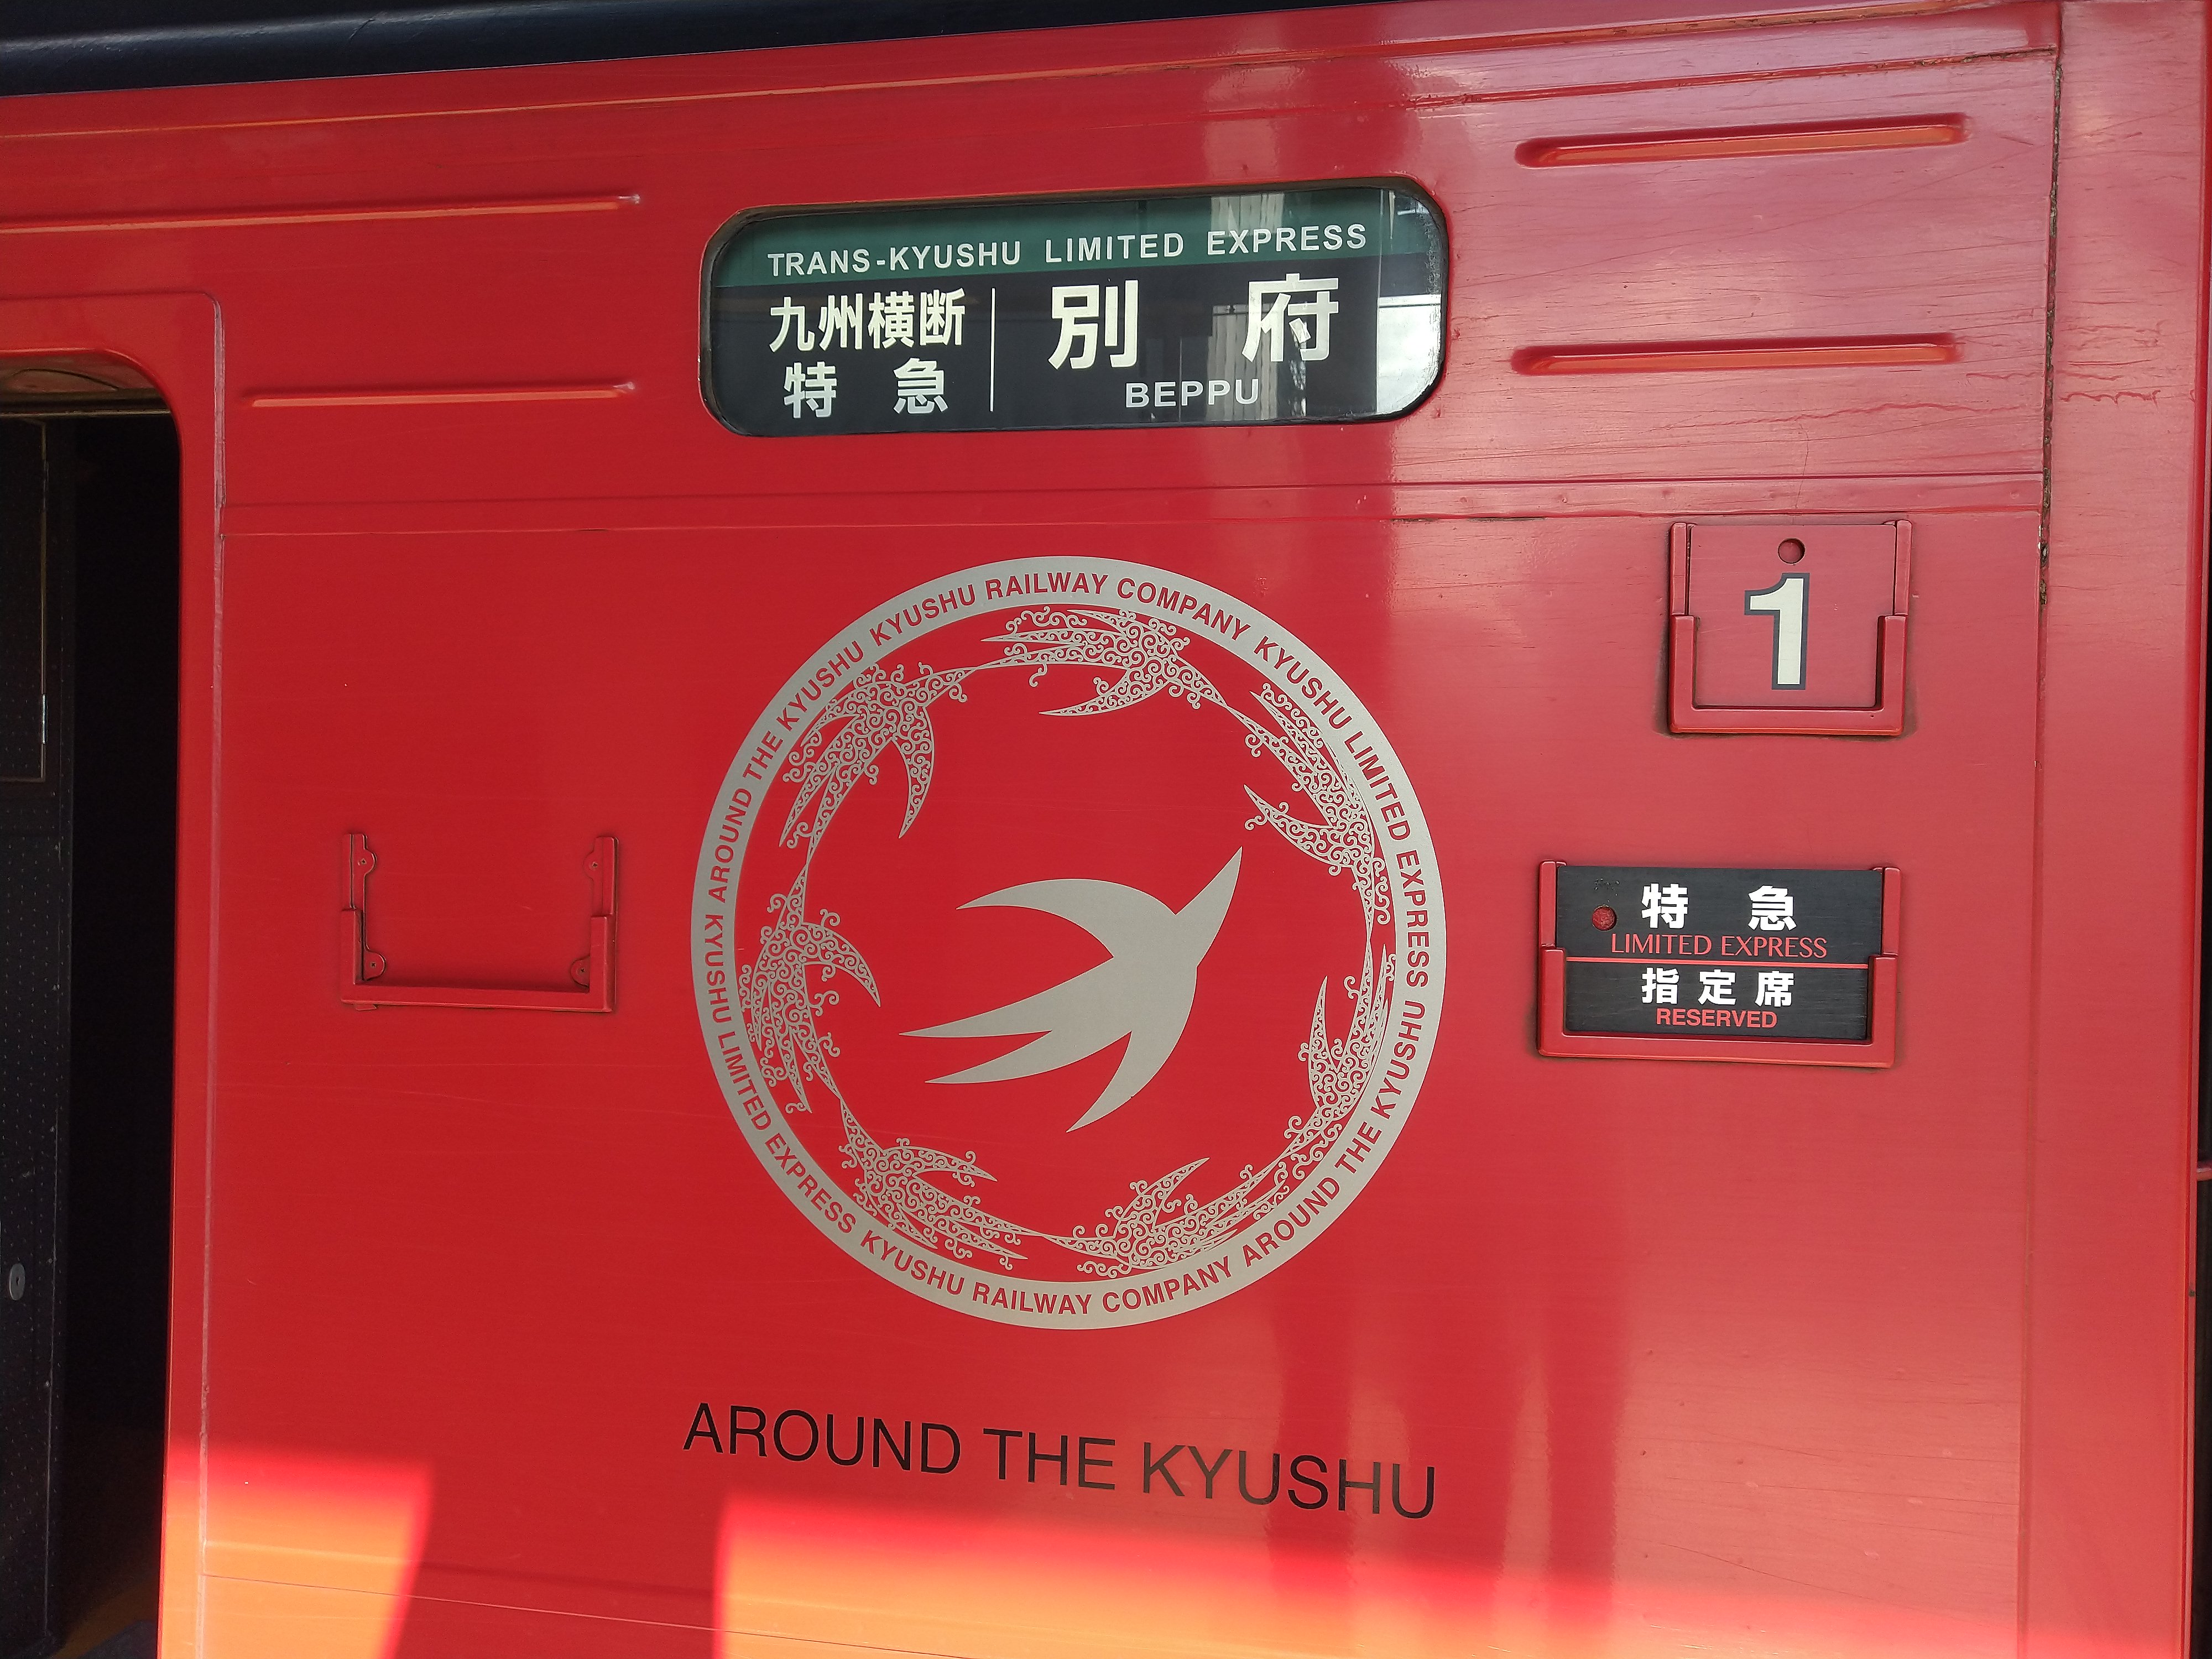 TRANS-KYUSHU LIMITED EXPRESS
九州横断
特急
別府
BEPPU
1
KYUSHU RAILWAY COMPANY KYUSHU LIMITED EXPRESS AROUND THE KYUSHU KYUSHU RAILWAY COMPANY KYUSHU LIMITED EXPRESS AROUND THE KYUSHU
特急
LIMITED EXPRESS
指定席
RESERVED
AROUND THE KYUSHU